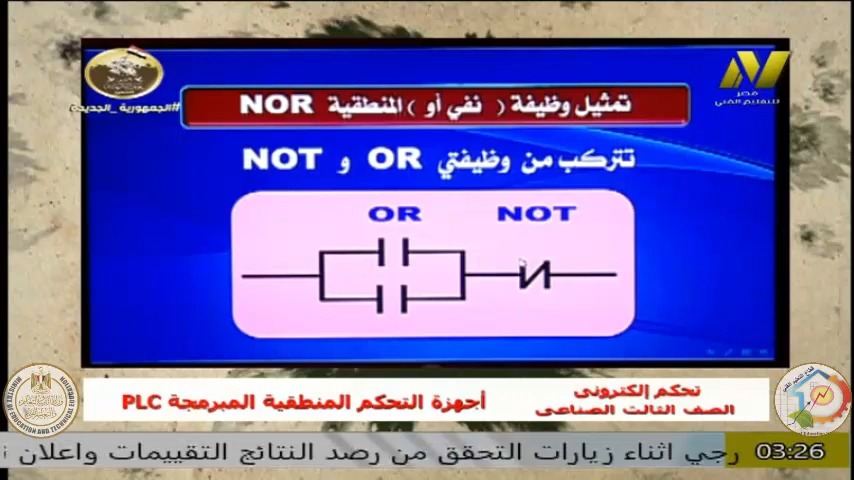 #الجمهورية_الجديدة
مصر
للتعليم الفني
تمثيل وظيفة ( نفي أو ) المنطقية NOR
تتركب من وظيفتي OR و NOT
OR NOT
تحكم إلكترونى
الصف الثالث الصناعى
أجهزة التحكم المنطقية المبرمجة PLC
رجي اثناء زيارات التحقق من رصد النتائج التقييمات واعلان
03:26